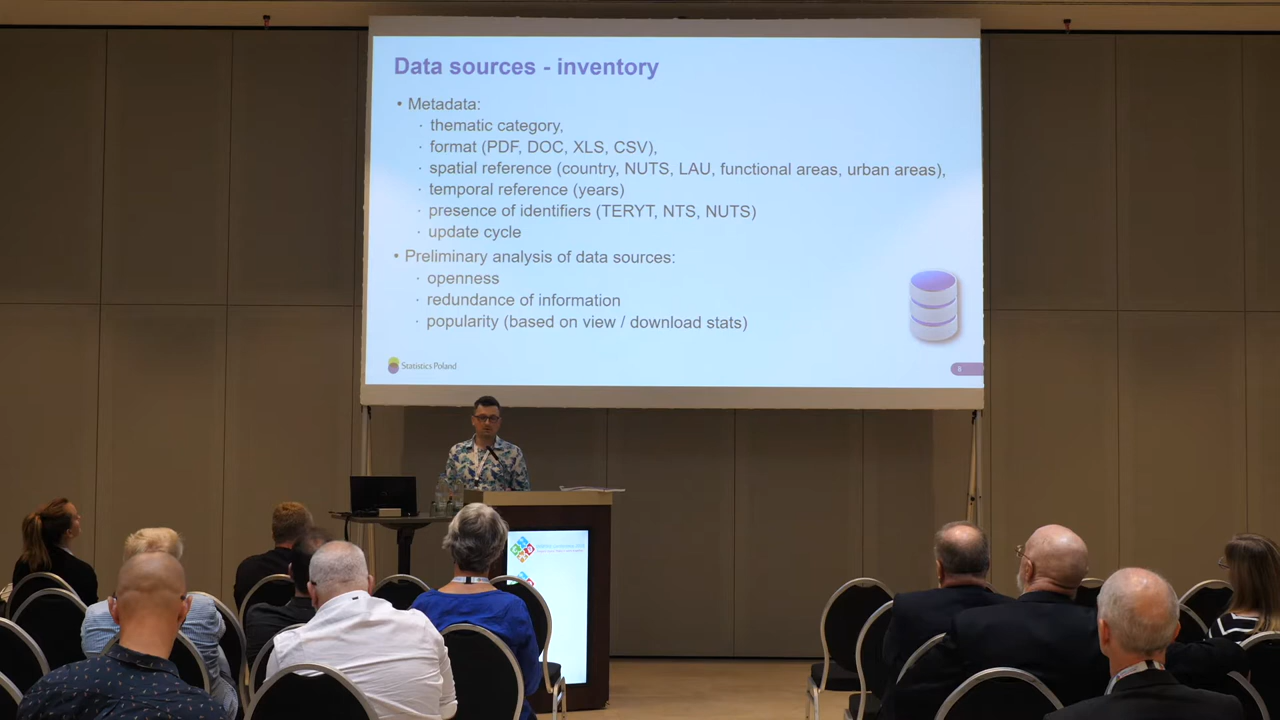 Data sources - inventory
• Metadata:
· thematic category,
· format (PDF, DOC, XLS, CSV),
· spatial reference (country, NUTS, LAU, functional areas, urban areas),
· temporal reference (years)
· presence of identifiers (TERYT, NTS, NUTS)
· update cycle
• Preliminary analysis of data sources:
· openness
· redundance of information
· popularity (based on view / download stats)
Statistics Poland
8